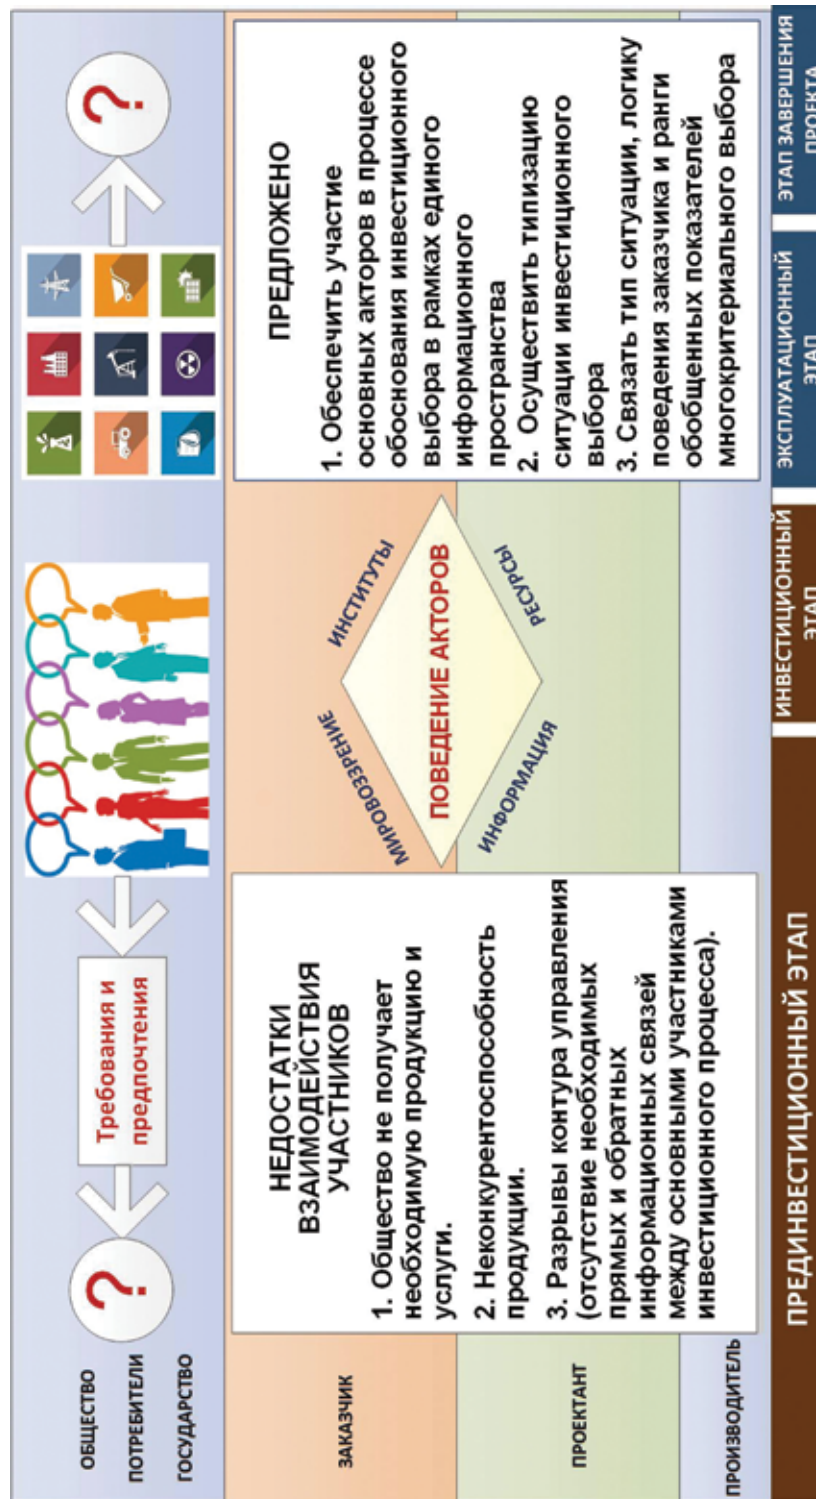 ОБЩЕСТВО
ПОТРЕБИТЕЛИ
ГОСУДАРСТВО
?
Требования и
предпочтения
?
ЗАКАЗЧИК
ПРОЕКТАНТ
ПРОИЗВОДИТЕЛЬ
НЕДОСТАТКИ
ВЗАИМОДЕЙСТВИЯ
УЧАСТНИКОВ
1. Общество не получает
необходимую продукцию и
услуги.
2. Неконкурентоспособность
продукции.
3. Разрывы контура управления
(отсутствие необходимых
прямых и обратных
информационных связей
между основными участниками
инвестиционного процесса).
МИРОВОЗЗРЕНИЕ
ИНСТИТУТЫ
ПОВЕДЕНИЕ АКТОРОВ
ИНФОРМАЦИЯ
РЕСУРСЫ
ПРЕДЛОЖЕНО
1. Обеспечить участие
основных акторов в процессе
обоснования инвестиционного
выбора в рамках единого
информационного
пространства
2. Осуществить типизацию
ситуации инвестиционного
выбора
3. Связать тип ситуации, логику
поведения заказчика и ранги
обобщенных показателей
многокритериального выбора
ПРЕДИНВЕСТИЦИОННЫЙ ЭТАП
ИНВЕСТИЦИОННЫЙ
ЭТАП
ЭКСПЛУАТАЦИОННЫЙ
ЭТАП
ЭТАП ЗАВЕРШЕНИЯ
ПРОЕКТА